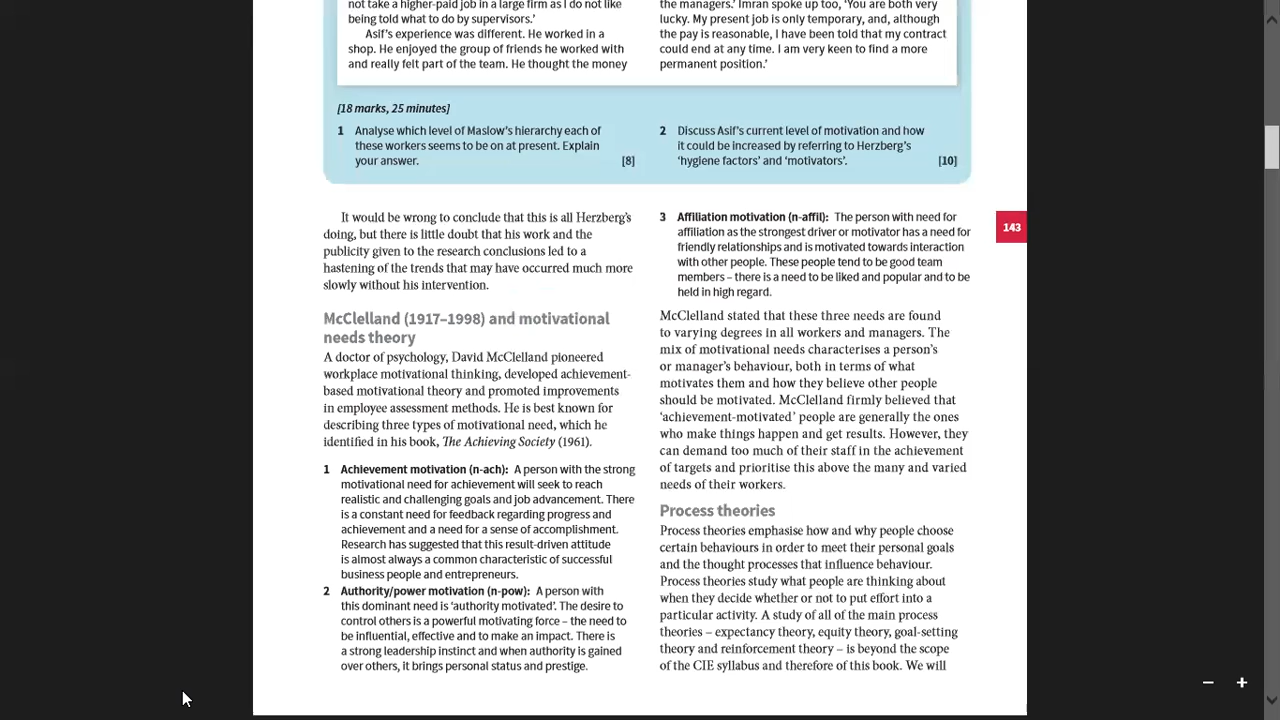 not take a higher-paid job in a large firm as I do not like
being told what to do by supervisors.'
Asif's experience was different. He worked in a
shop. He enjoyed the group of friends he worked with
and really felt part of the team. He thought the money
the managers.' Imran spoke up too, 'You are both very
lucky. My present job is only temporary, and, although
the pay is reasonable, I have been told that my contract
could end at any time. I am very keen to find a more
permanent position.'
[18 marks, 25 minutes]
1 Analyse which level of Maslow's hierarchy each of
these workers seems to be on at present. Explain
your answer. [8]
2 Discuss Asif's current level of motivation and how
it could be increased by referring to Herzberg's
'hygiene factors' and 'motivators'. [10]
It would be wrong to conclude that this is all Herzberg's
doing, but there is little doubt that his work and the
publicity given to the research conclusions led to a
hastening of the trends that may have occurred much more
slowly without his intervention.
McClelland (1917–1998) and motivational
needs theory
A doctor of psychology, David McClelland pioneered
workplace motivational thinking, developed achievement-
based motivational theory and promoted improvements
in employee assessment methods. He is best known for
describing three types of motivational need, which he
identified in his book, The Achieving Society (1961).
1 Achievement motivation (n-ach): A person with the strong
motivational need for achievement will seek to reach
realistic and challenging goals and job advancement. There
is a constant need for feedback regarding progress and
achievement and a need for a sense of accomplishment.
Research has suggested that this result-driven attitude
is almost always a common characteristic of successful
business people and entrepreneurs.
2 Authority/power motivation (n-pow): A person with
this dominant need is 'authority motivated'. The desire to
control others is a powerful motivating force – the need to
be influential, effective and to make an impact. There is
a strong leadership instinct and when authority is gained
over others, it brings personal status and prestige.
3 Affiliation motivation (n-affil): The person with need for
affiliation as the strongest driver or motivator has a need for
friendly relationships and is motivated towards interaction
with other people. These people tend to be good team
members – there is a need to be liked and popular and to be
held in high regard.
McClelland stated that these three needs are found
to varying degrees in all workers and managers. The
mix of motivational needs characterises a person's
or manager's behaviour, both in terms of what
motivates them and how they believe other people
should be motivated. McClelland firmly believed that
'achievement-motivated' people are generally the ones
who make things happen and get results. However, they
can demand too much of their staff in the achievement
of targets and prioritise this above the many and varied
needs of their workers.
Process theories
Process theories emphasise how and why people choose
certain behaviours in order to meet their personal goals
and the thought processes that influence behaviour.
Process theories study what people are thinking about
when they decide whether or not to put effort into a
particular activity. A study of all of the main process
theories – expectancy theory, equity theory, goal-setting
theory and reinforcement theory – is beyond the scope
of the CIE syllabus and therefore of this book. We will
143